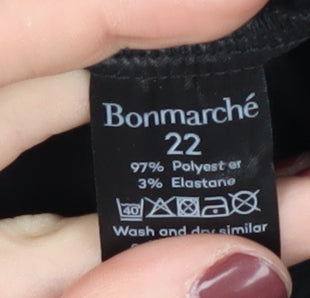 Bonmarché
22
97% Polyester
3% Elastane
40
Wash and dry similar